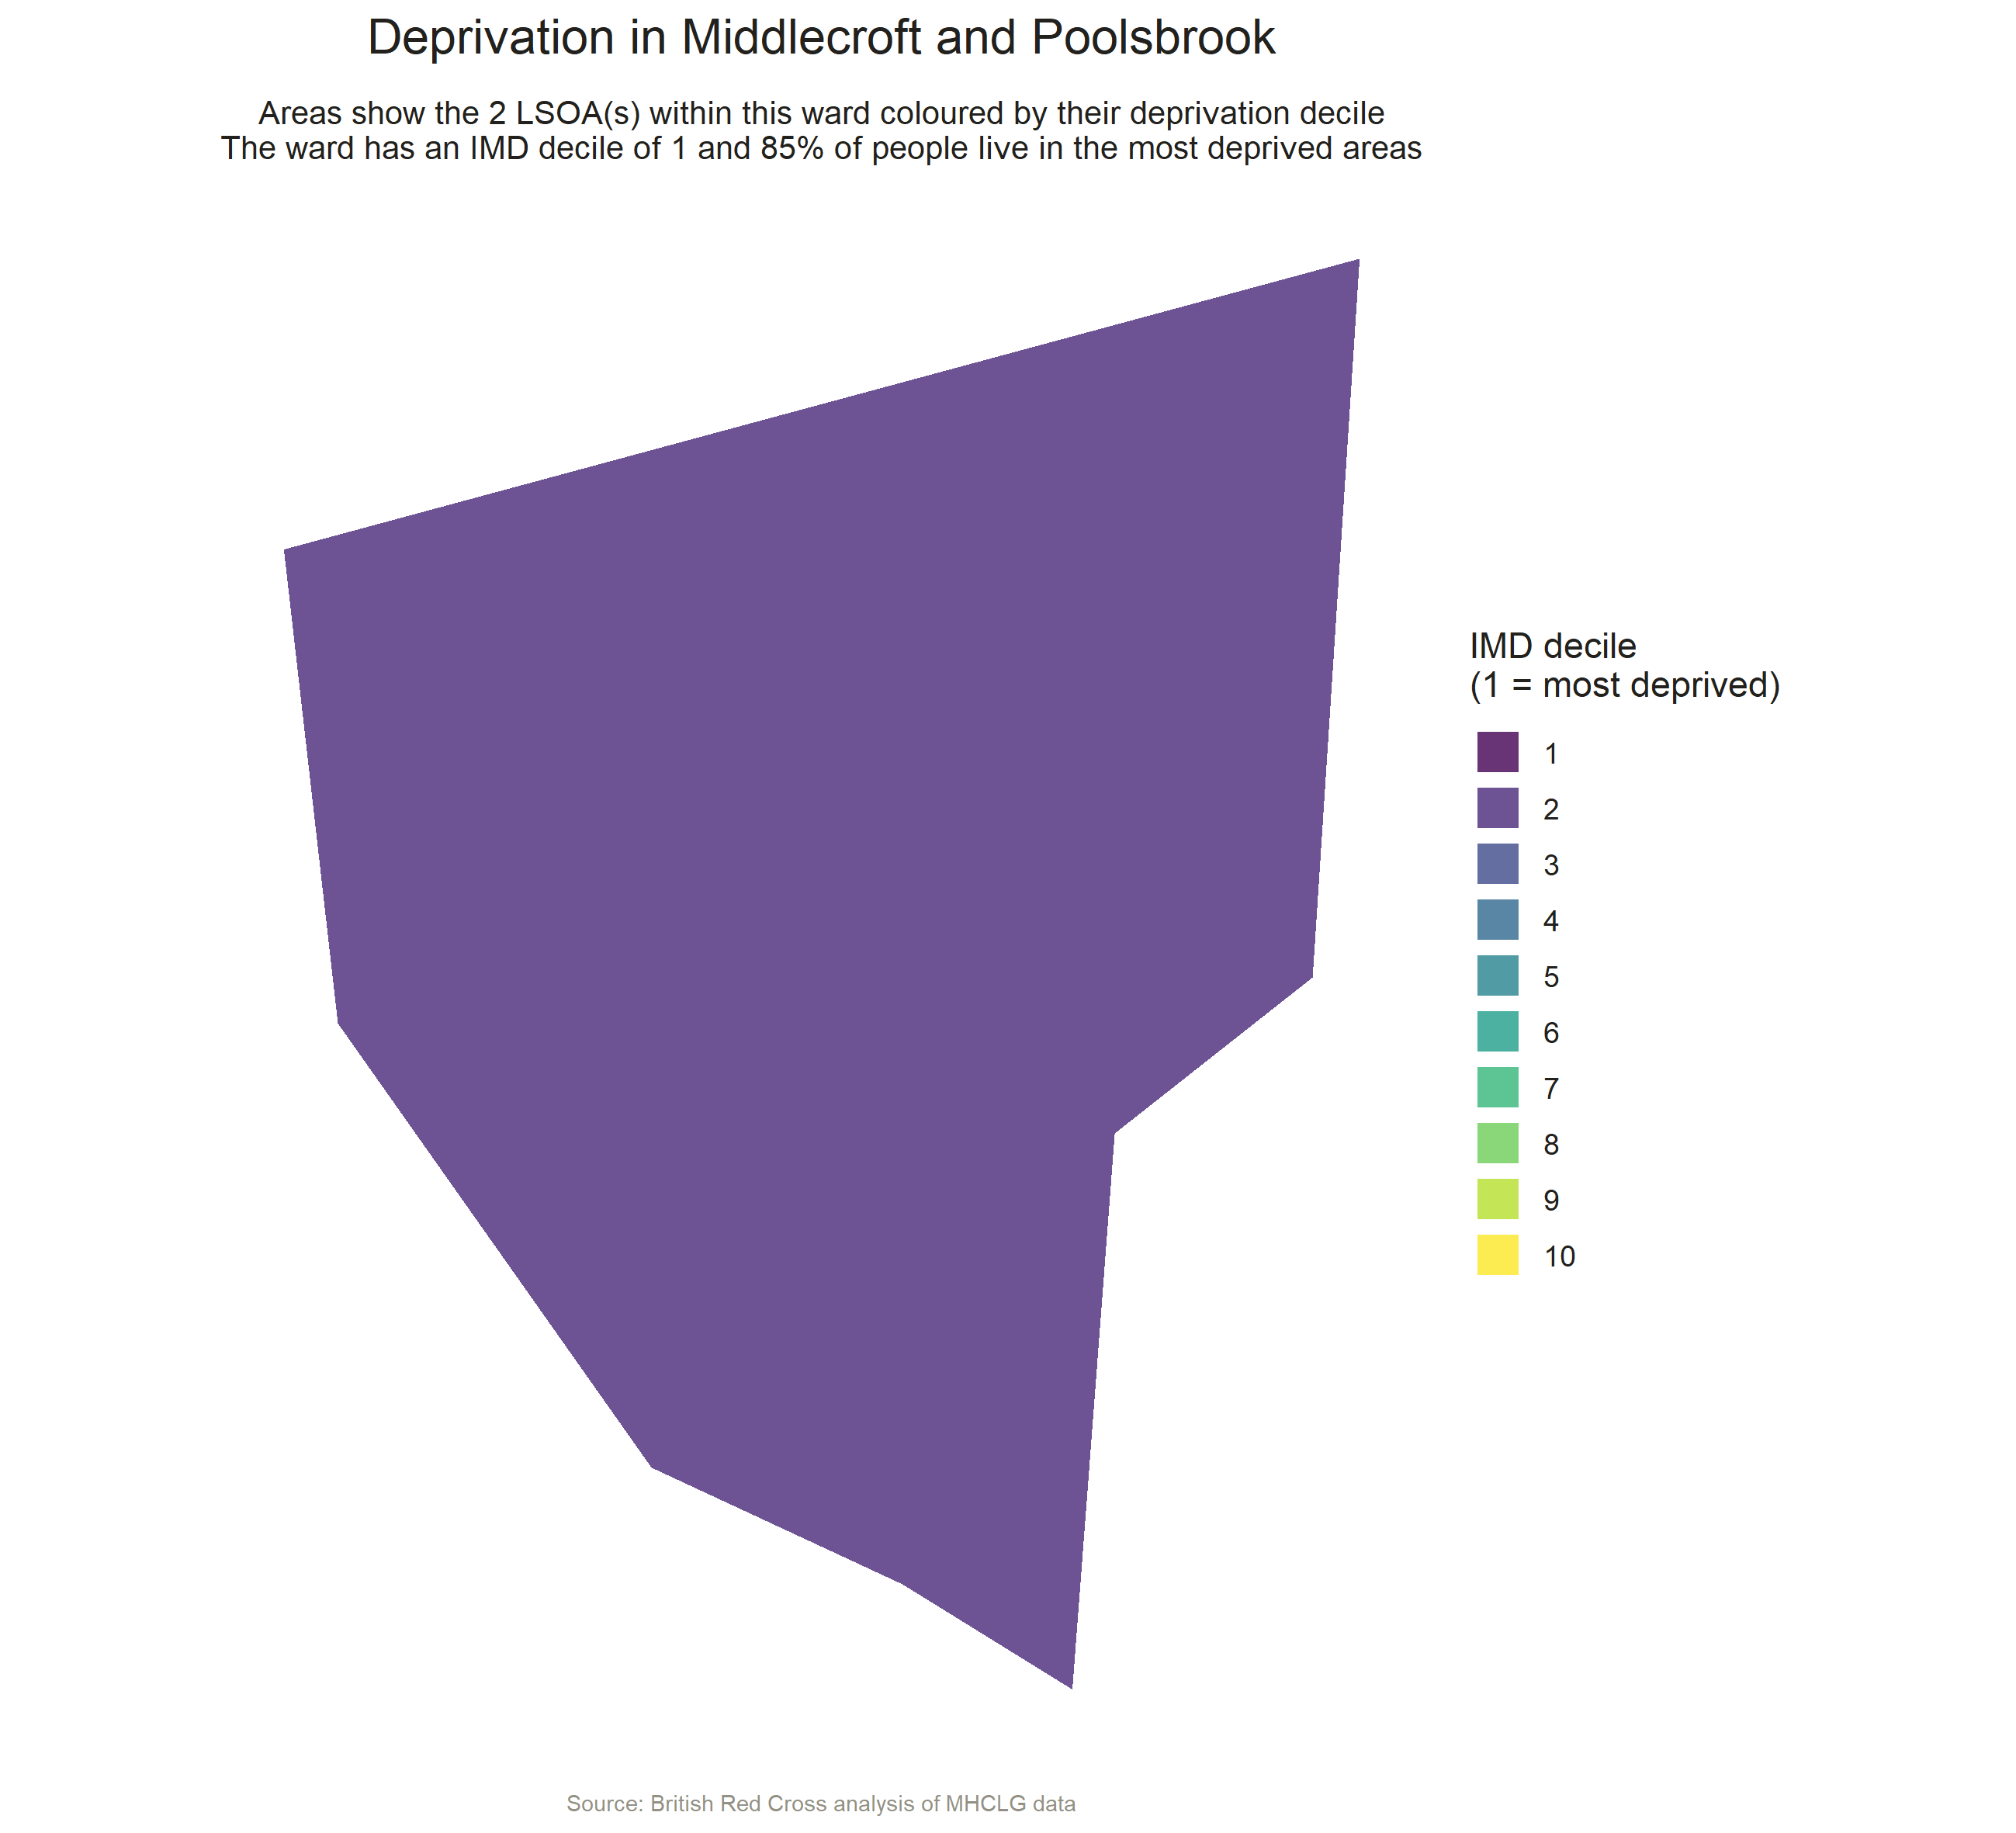 Deprivation in Middlecroft and Poolsbrook
Areas show the 2 LSOA(s) within this ward coloured by their deprivation decile
The ward has an IMD decile of 1 and 85% of people live in the most deprived areas
IMD decile
(1 = most deprived)
1
2
3
4
5
6
7
8
9
10
Source: British Red Cross analysis of MHCLG data